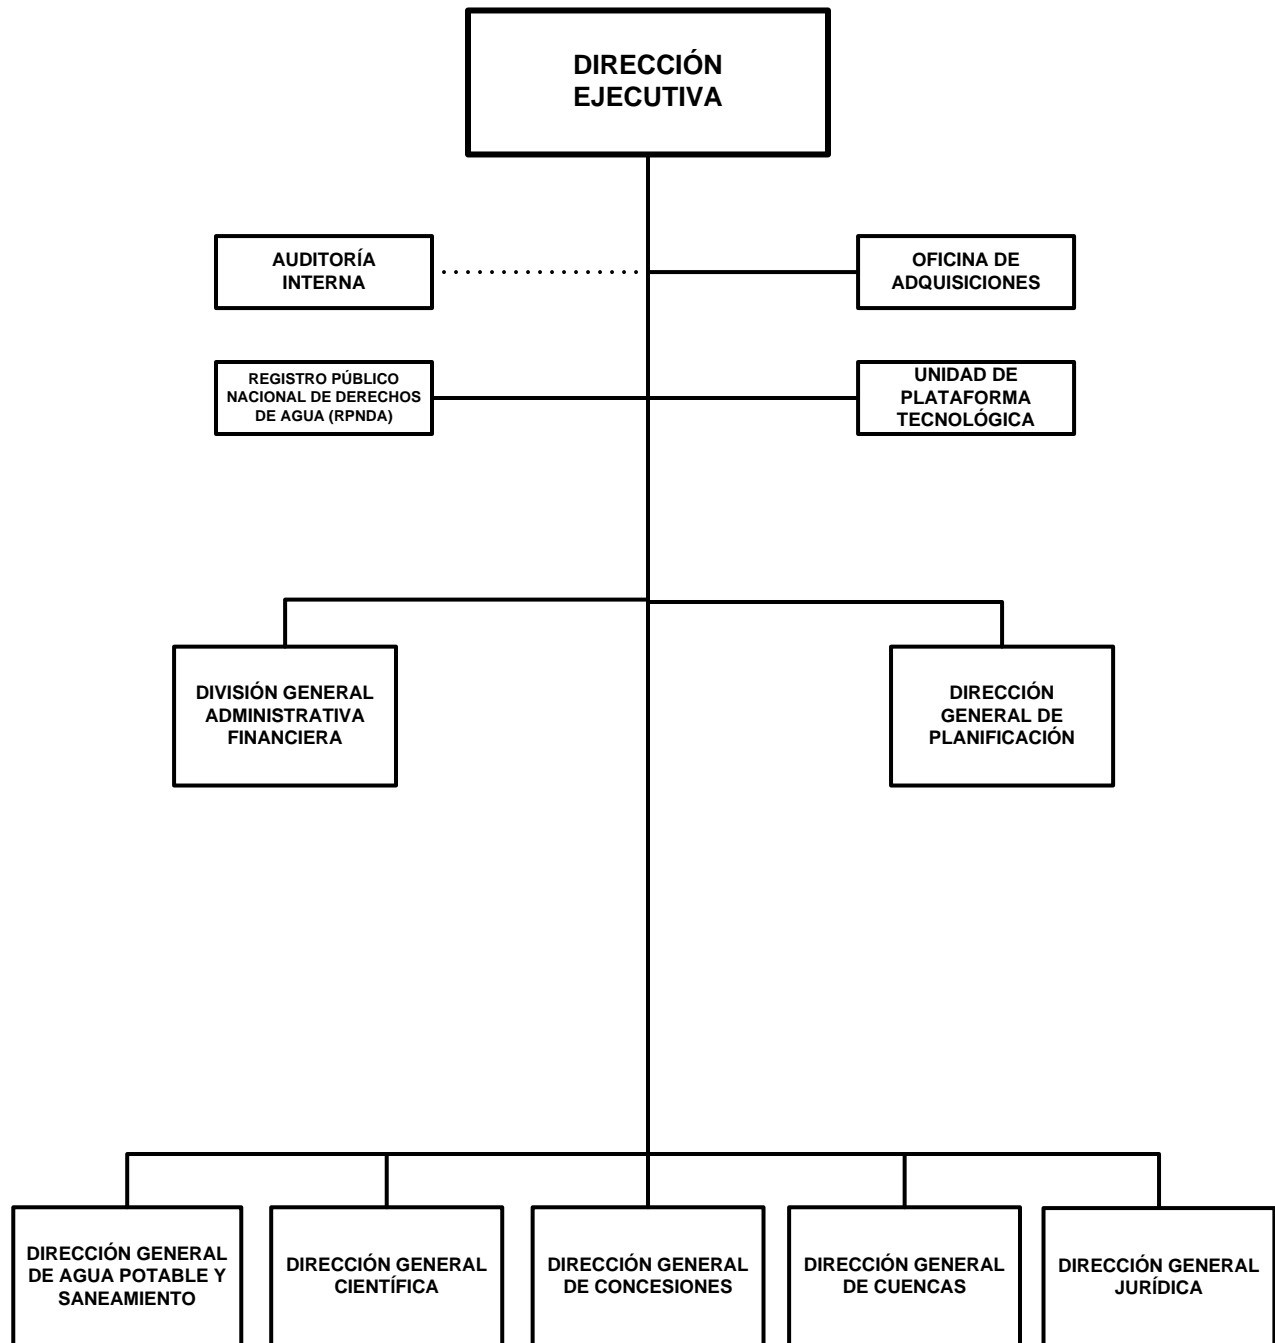 DIRECCIÓN
EJECUTIVA
AUDITORÍA
INTERNA
OFICINA DE
ADQUISICIONES
REGISTRO PÚBLICO
NACIONAL DE DERECHOS
DE AGUA (RPNDA)
UNIDAD DE
PLATAFORMA
TECNOLÓGICA
DIVISIÓN GENERAL
ADMINISTRATIVA
FINANCIERA
DIRECCIÓN
GENERAL DE
PLANIFICACIÓN
DIRECCIÓN GENERAL
DE AGUA POTABLE Y
SANEAMIENTO
DIRECCIÓN GENERAL
CIENTÍFICA
DIRECCIÓN GENERAL
DE CONCESIONES
DIRECCIÓN GENERAL
DE CUENCAS
DIRECCIÓN GENERAL
JURÍDICA